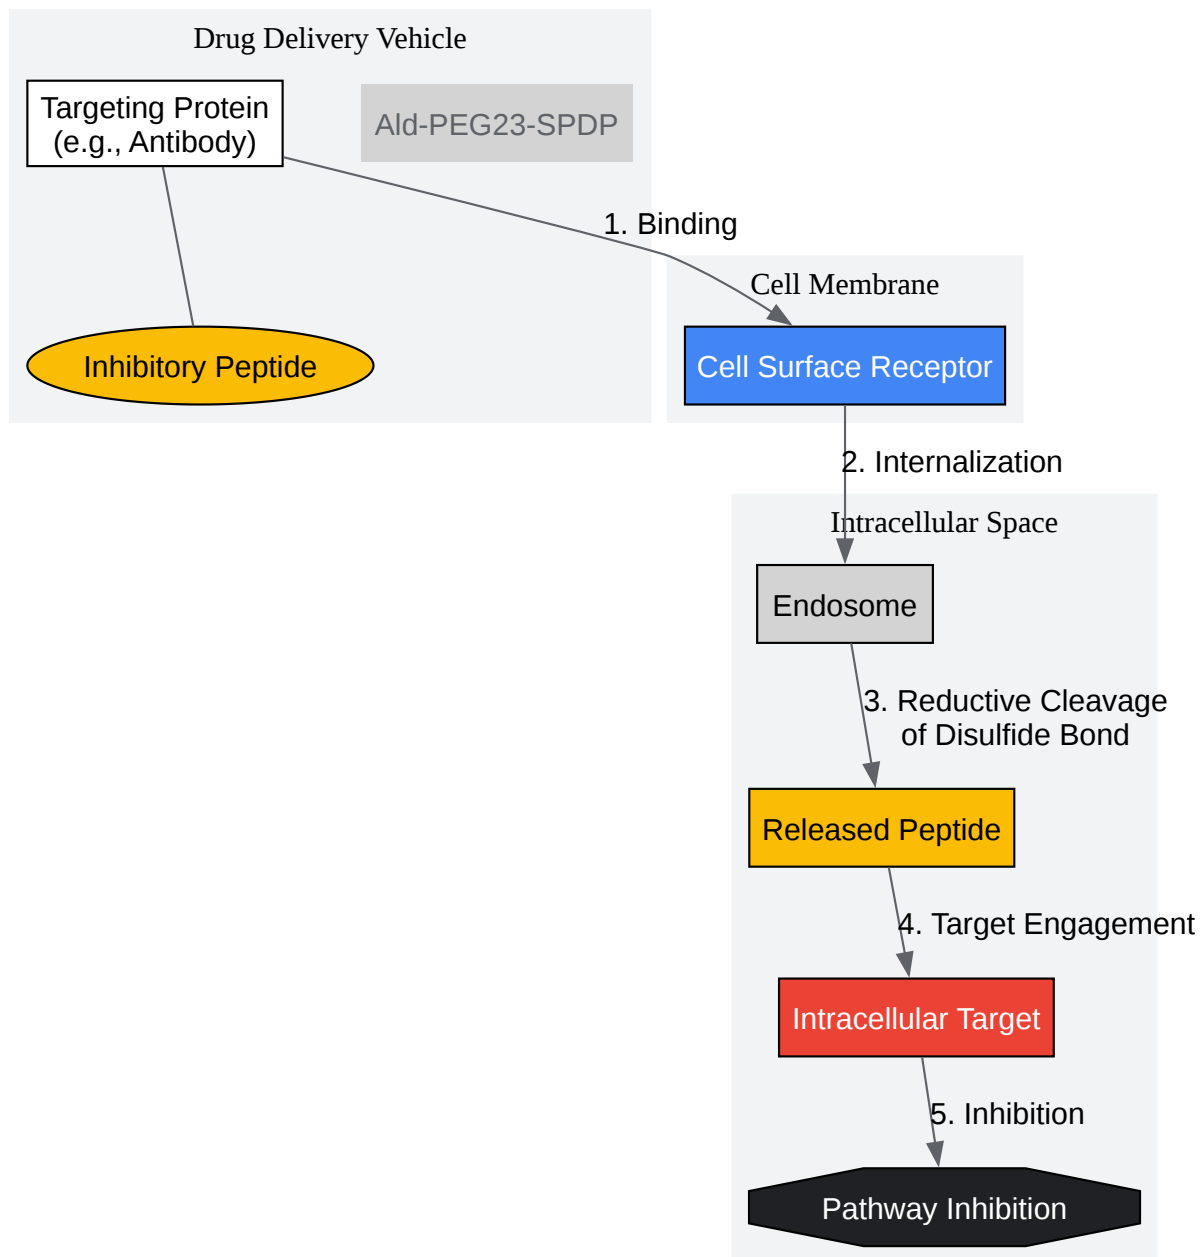 Drug Delivery Vehicle
Targeting Protein
(e.g., Antibody)
Ald-PEG23-SPDP
1. Binding
Cell Membrane
Inhibitory Peptide
Cell Surface Receptor
2. Internalization
Intracellular Space
Endosome
3. Reductive Cleavage
of Disulfide Bond
Released Peptide
4. Target Engagement
Intracellular Target
5. Inhibition
Pathway Inhibition